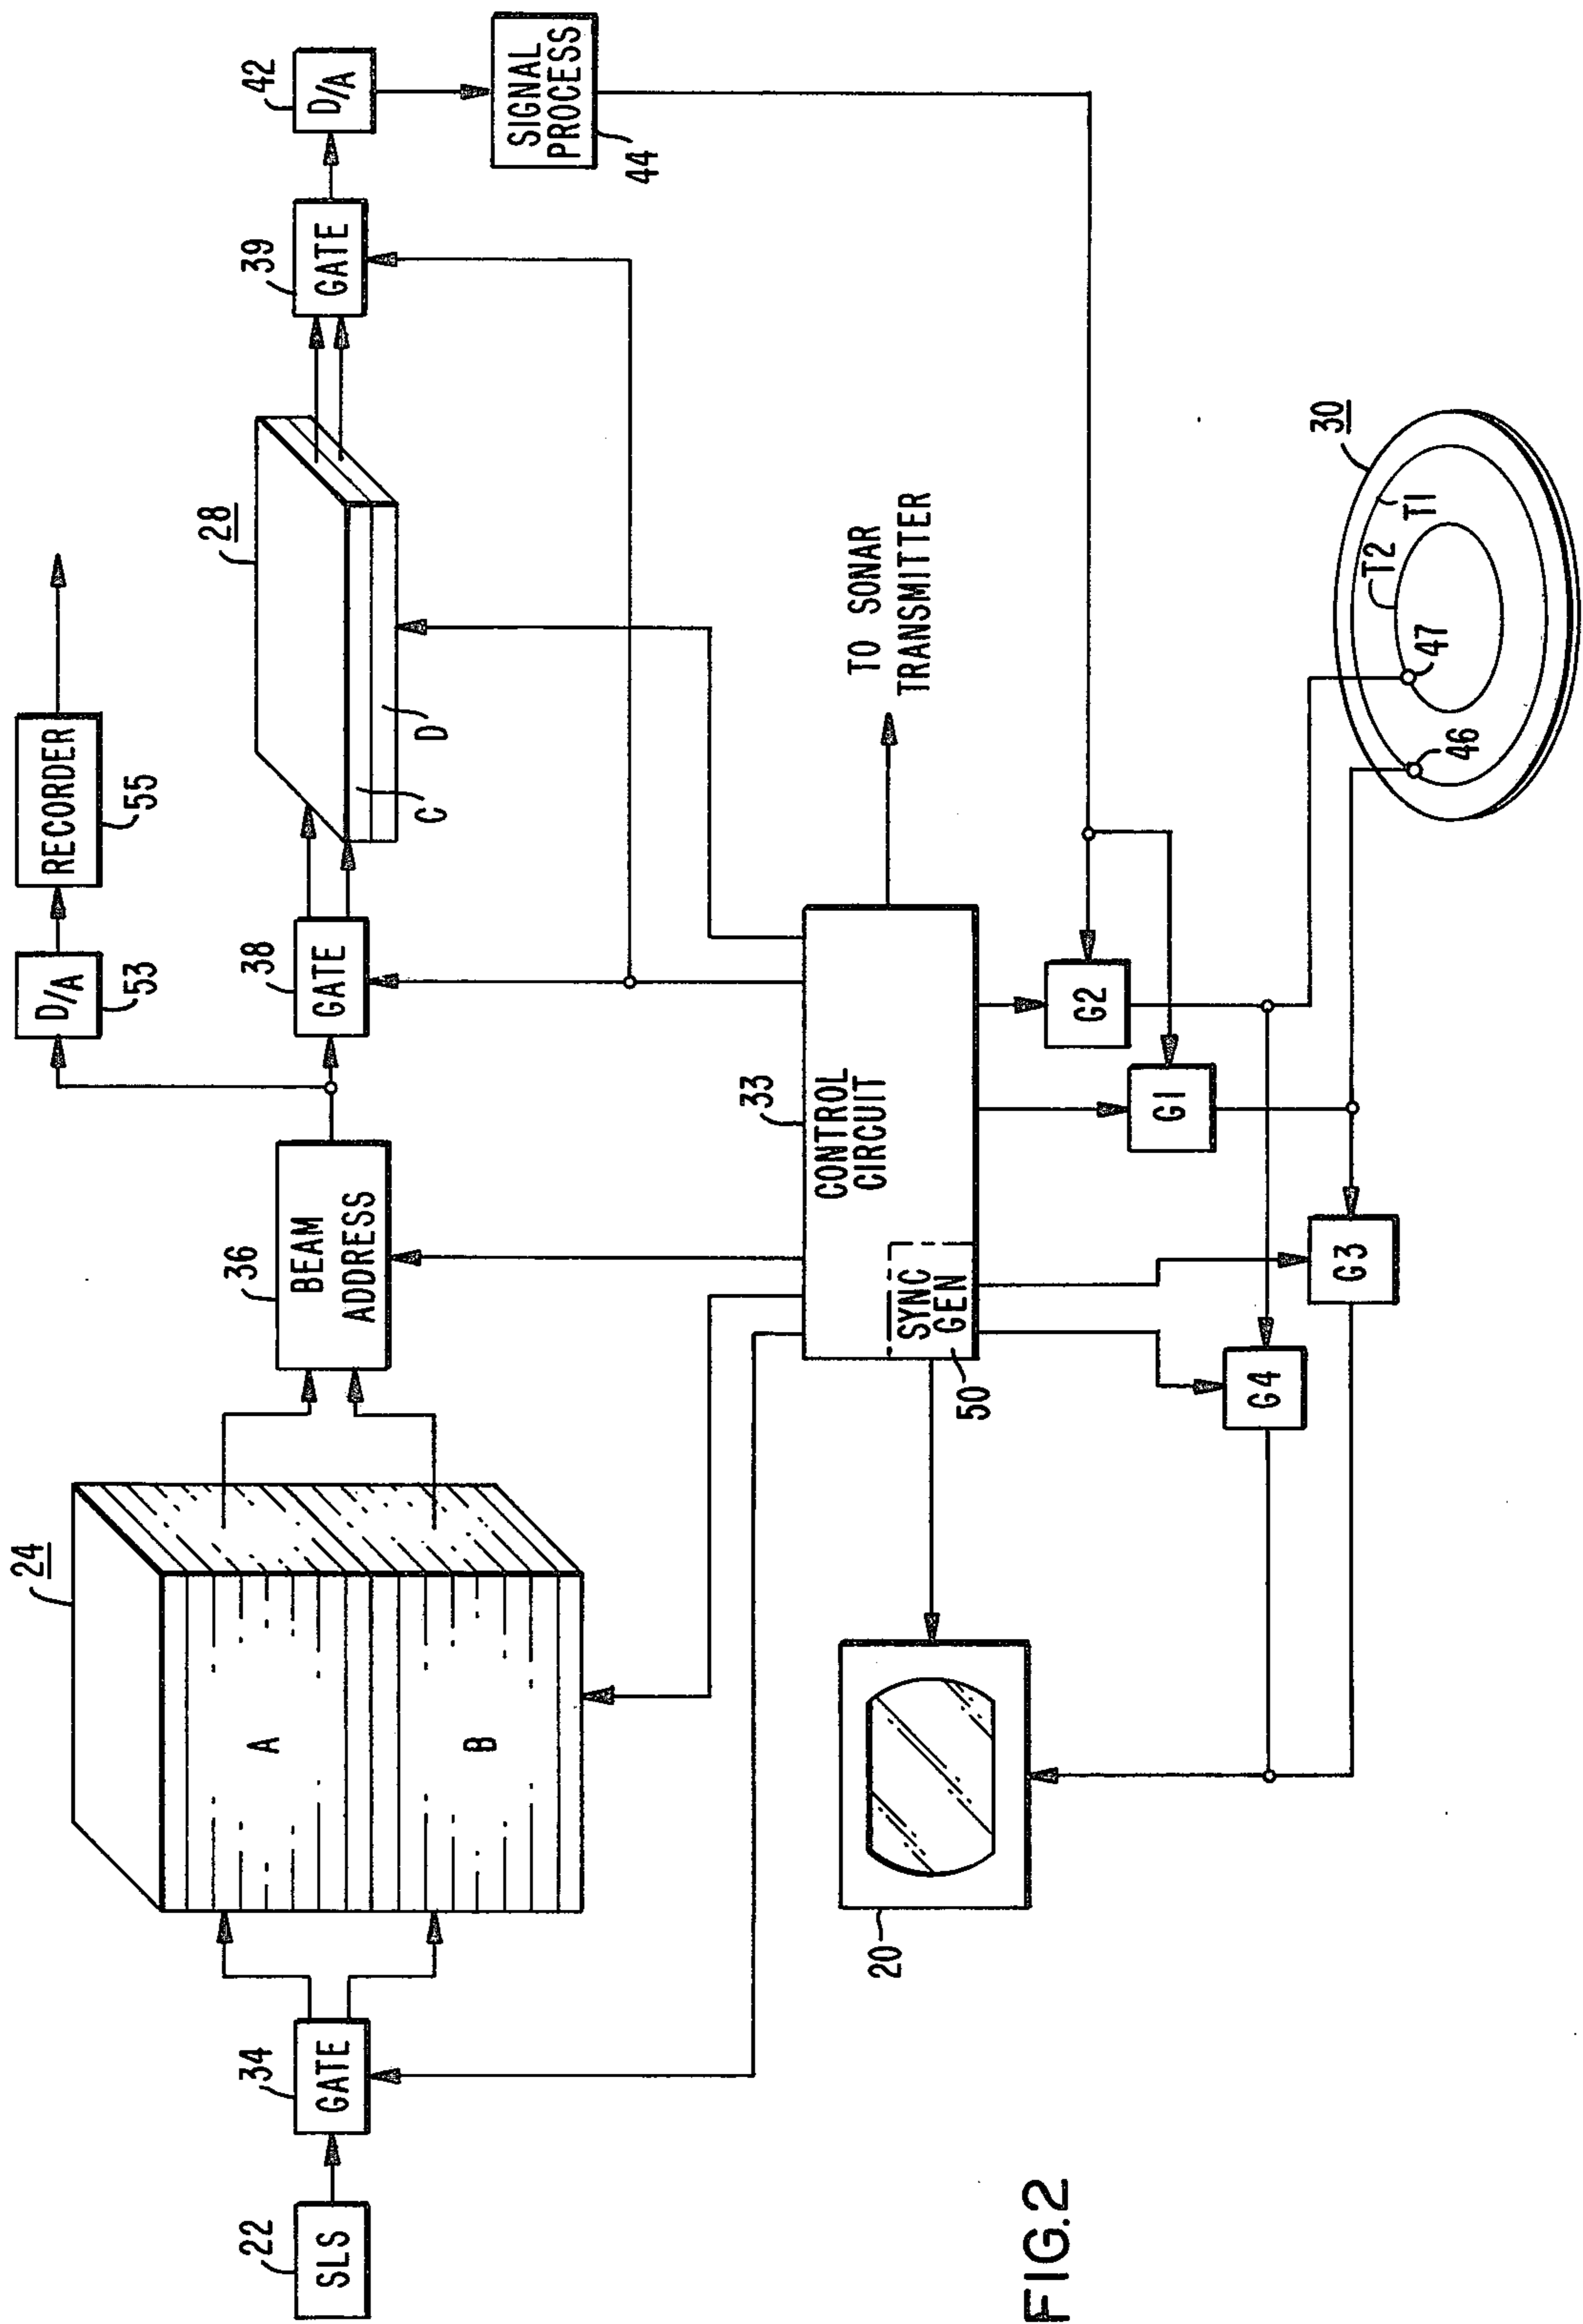 22
SLS
34
GATE
24
A
B
36
BEAM
ADDRESS
D/A
53
RECORDER
55
38
GATE
28
C
D
39
GATE
42
D/A
SIGNAL
PROCESS
44
33
CONTROL
CIRCUIT
SYNC
GEN
50
TO SONAR
TRANSMITTER
20
G4
G3
G1
G2
30
T1
T2
46
47
FIG.2